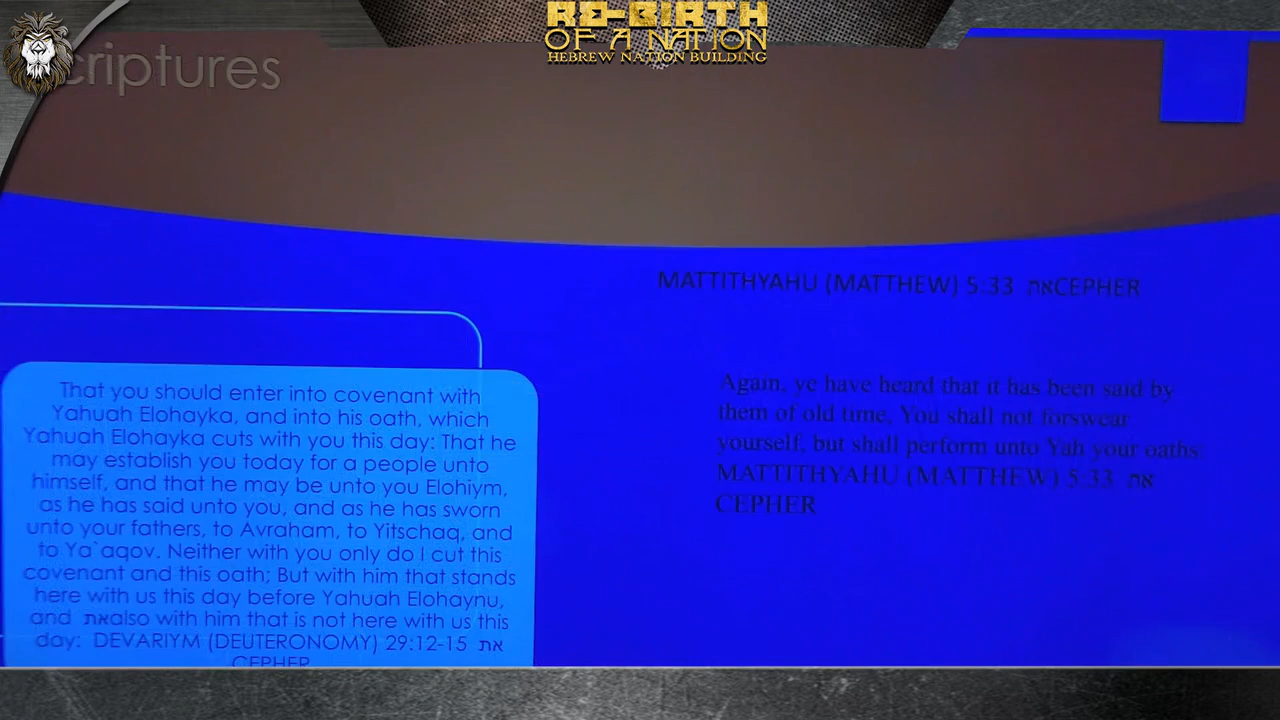 RE-BIRTH
OF A NATION
HEBREW NATION BUILDING
criptures
MATTITHYAHU (MATTHEW) 5:33 אתCEPHER
Again, ye have heard that it has been said by
them of old time, You shall not forswear
yourself, but shall perform unto Yah your oaths:
MATTITHYAHU (MATTHEW) 5:33 את
CEPHER
That you should enter into covenant with
Yahuah Elohayka, and into his oath, which
Yahuah Elohayka cuts with you this day: That he
may establish you today for a people unto
himself, and that he may be unto you Elohiym,
as he has said unto you, and as he has sworn
unto your fathers, to Avraham, to Yitschaq, and
to Ya`aqov. Neither with you only do I cut this
covenant and this oath; But with him that stands
here with us this day before Yahuah Elohaynu,
and אתalso with him that is not here with us this
day: DEVARIYM (DEUTERONOMY) 29:12-15 את
CEPHER